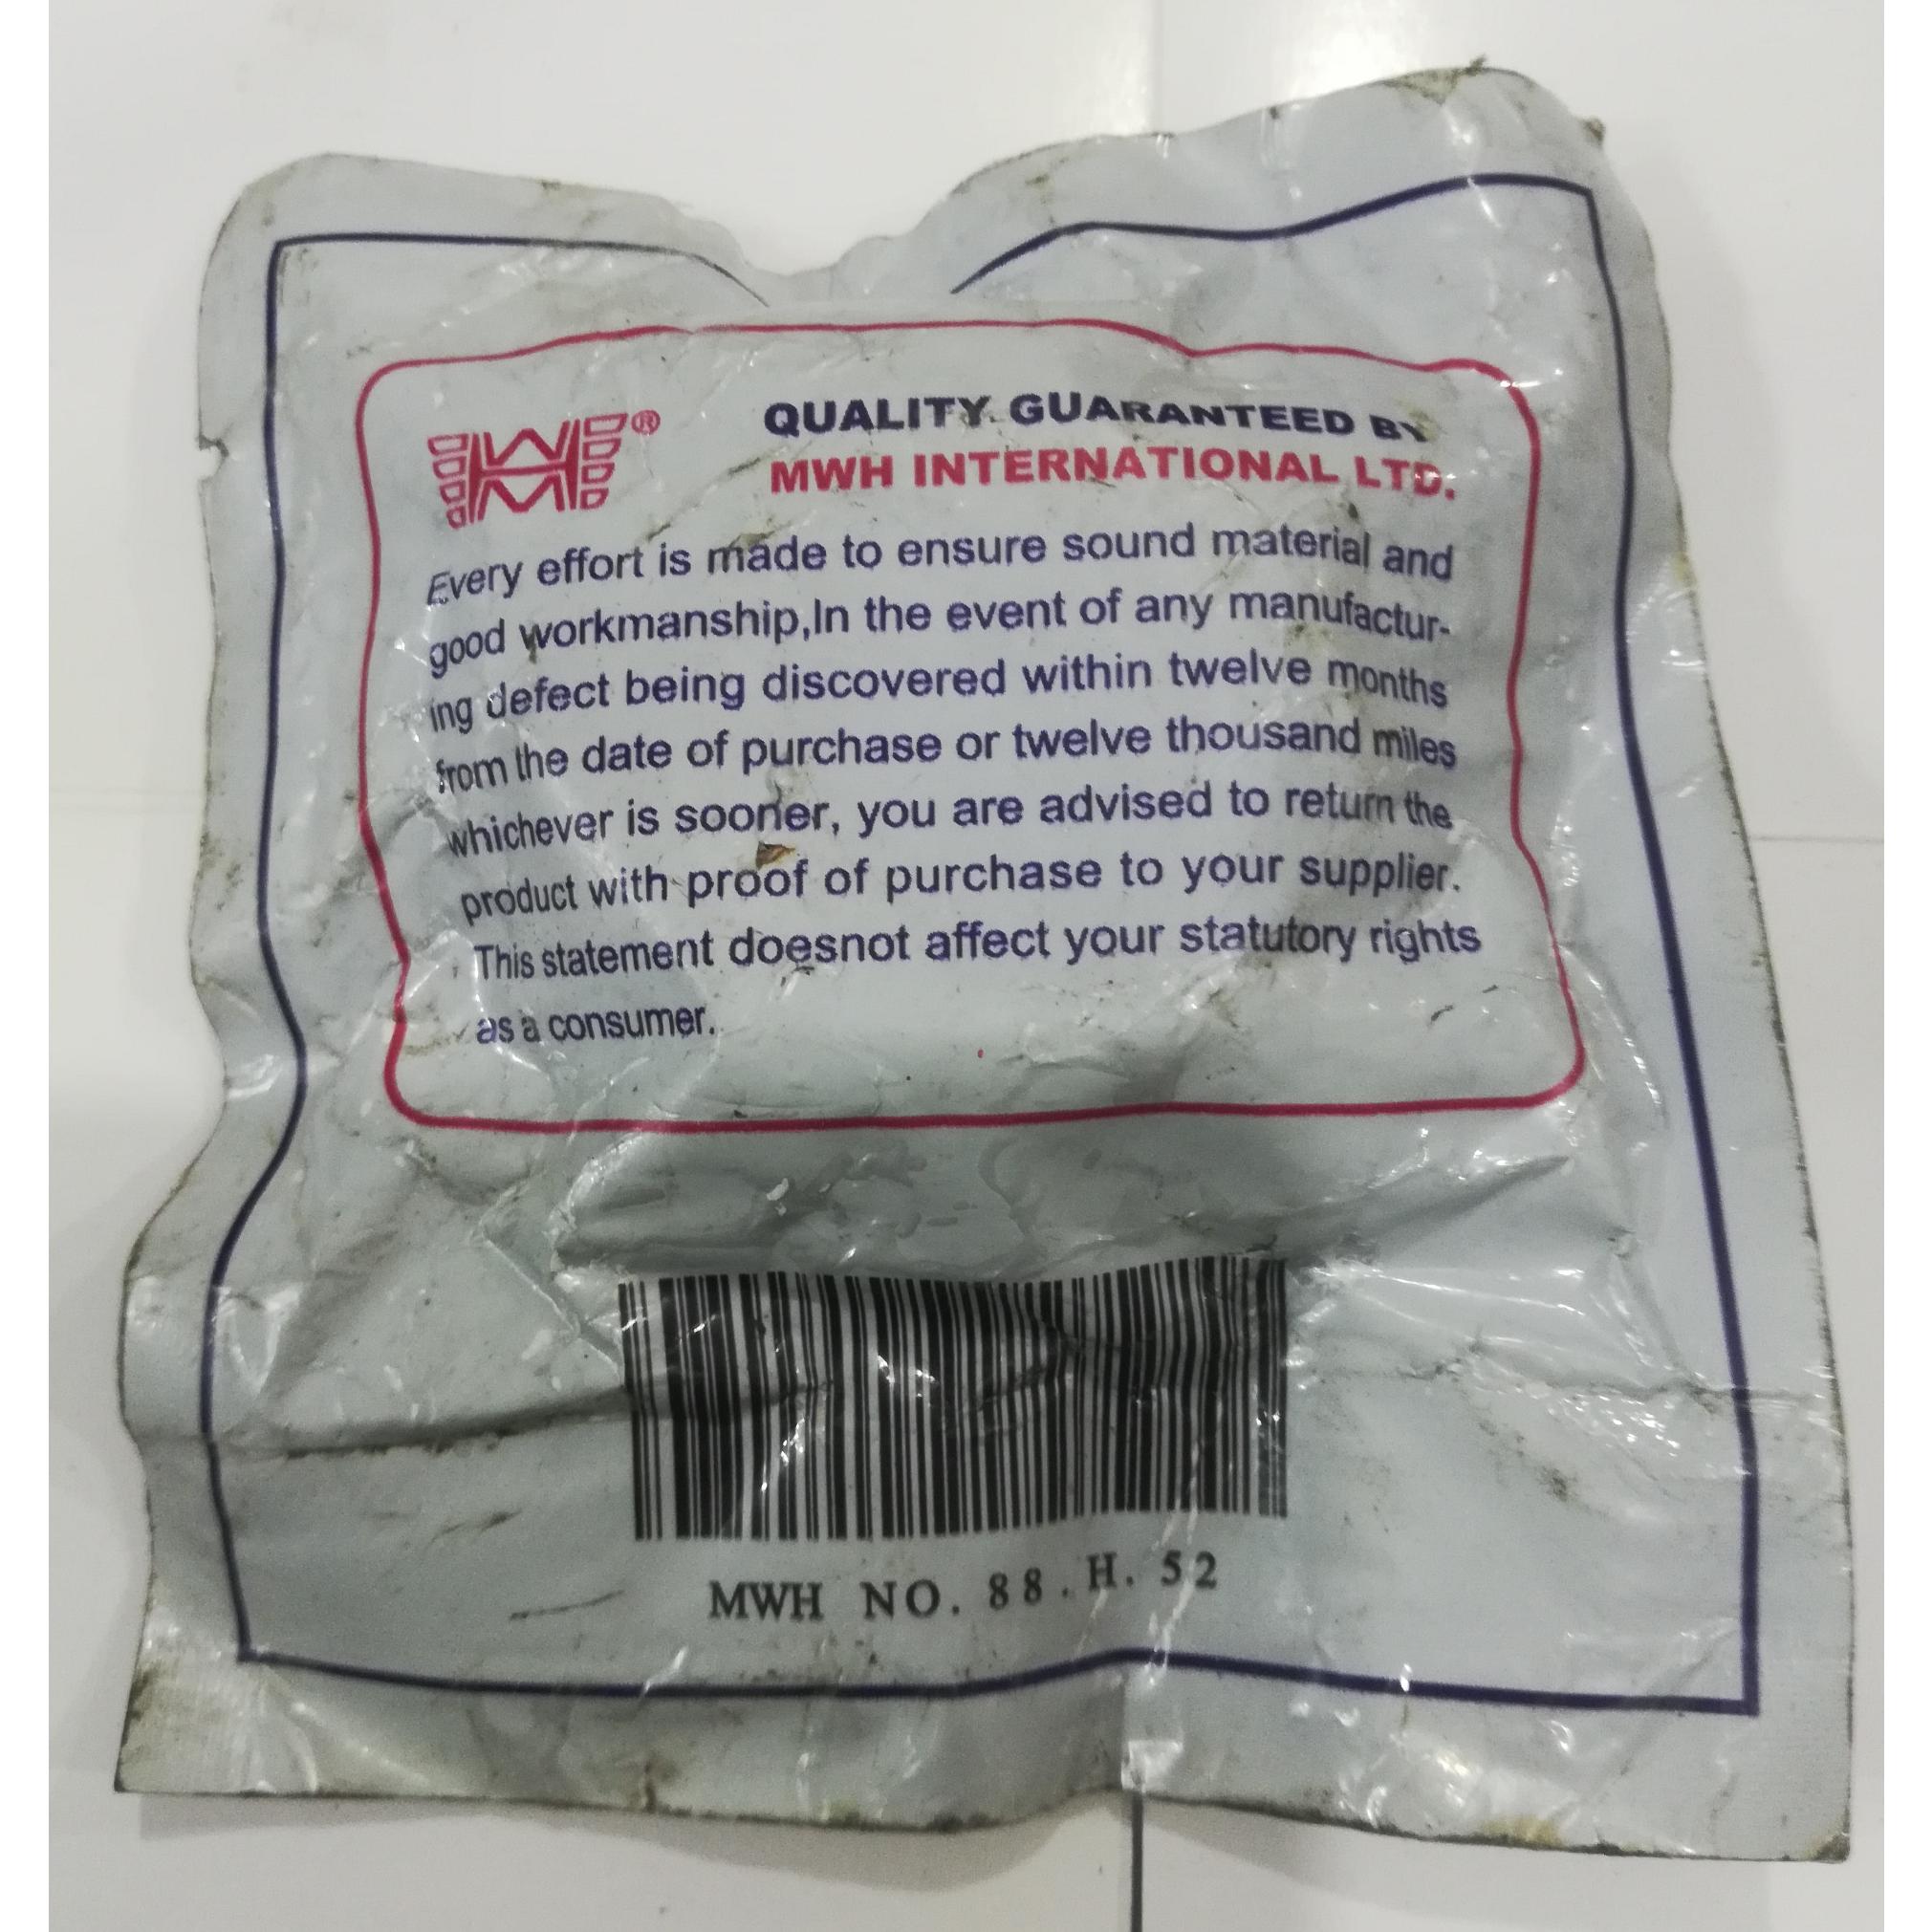 MWH®
QUALITY GUARANTEED BY
MWH INTERNATIONAL LTD.
Every effort is made to ensure sound material and
good workmanship,In the event of any manufactur-
ing defect being discovered within twelve months
from the date of purchase or twelve thousand miles
whichever is sooner, you are advised to return the
product with proof of purchase to your supplier.
This statement doesnot affect your statutory rights
as a consumer.
MWH NO. 88. H. 52